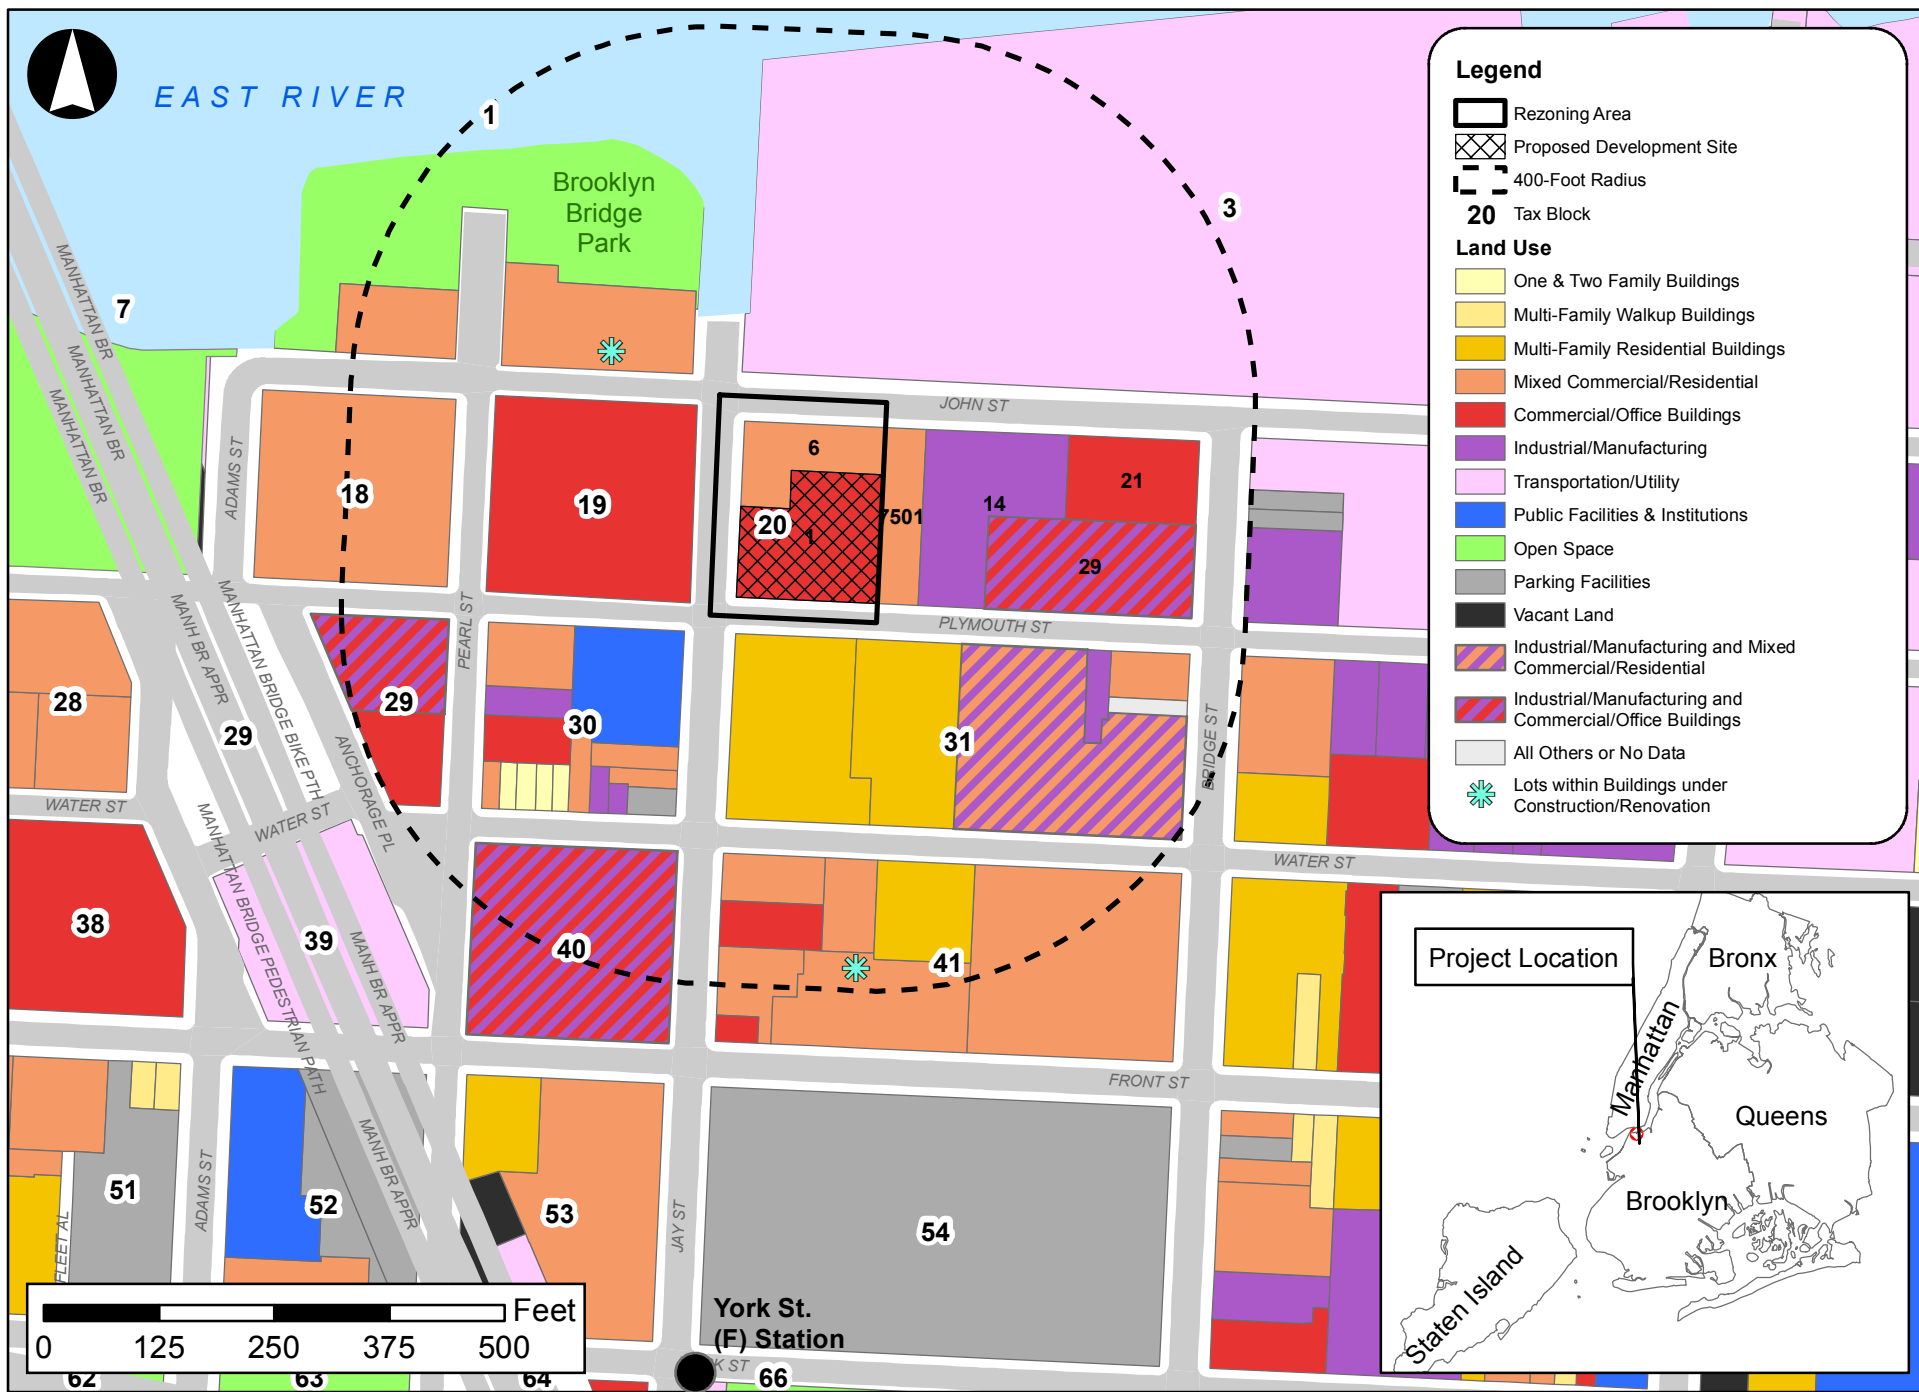 EAST RIVER
1
Brooklyn
Bridge
Park
3
7
MANHATTAN BR
MANHATTAN BR
MANHATTAN BR
ADAMS ST
18
19
JOHN ST
6
20
1
7501
14
21
29
PLYMOUTH ST
PEARL ST
MANH BR APPR
MANHATTAN BRIDGE BIKE PTH
28
29
29
30
31
BRIDGE ST
ANCHORAGE PL
WATER ST
WATER ST
WATER ST
MANHATTAN BRIDGE PEDESTRIAN PATH
MANH BR APPR
38
39
40
41
FRONT ST
MANH BR APPR
ADAMS ST
FLEET AL
JAY ST
51
52
53
54
York St.
(F) Station
K ST
62
63
64
66
Feet
0 125 250 375 500
Legend
Rezoning Area
Proposed Development Site
400-Foot Radius
20 Tax Block
Land Use
One & Two Family Buildings
Multi-Family Walkup Buildings
Multi-Family Residential Buildings
Mixed Commercial/Residential
Commercial/Office Buildings
Industrial/Manufacturing
Transportation/Utility
Public Facilities & Institutions
Open Space
Parking Facilities
Vacant Land
Industrial/Manufacturing and Mixed
Commercial/Residential
Industrial/Manufacturing and
Commercial/Office Buildings
All Others or No Data
Lots within Buildings under
Construction/Renovation
Project Location
Bronx
Manhattan
Queens
Brooklyn
Staten Island